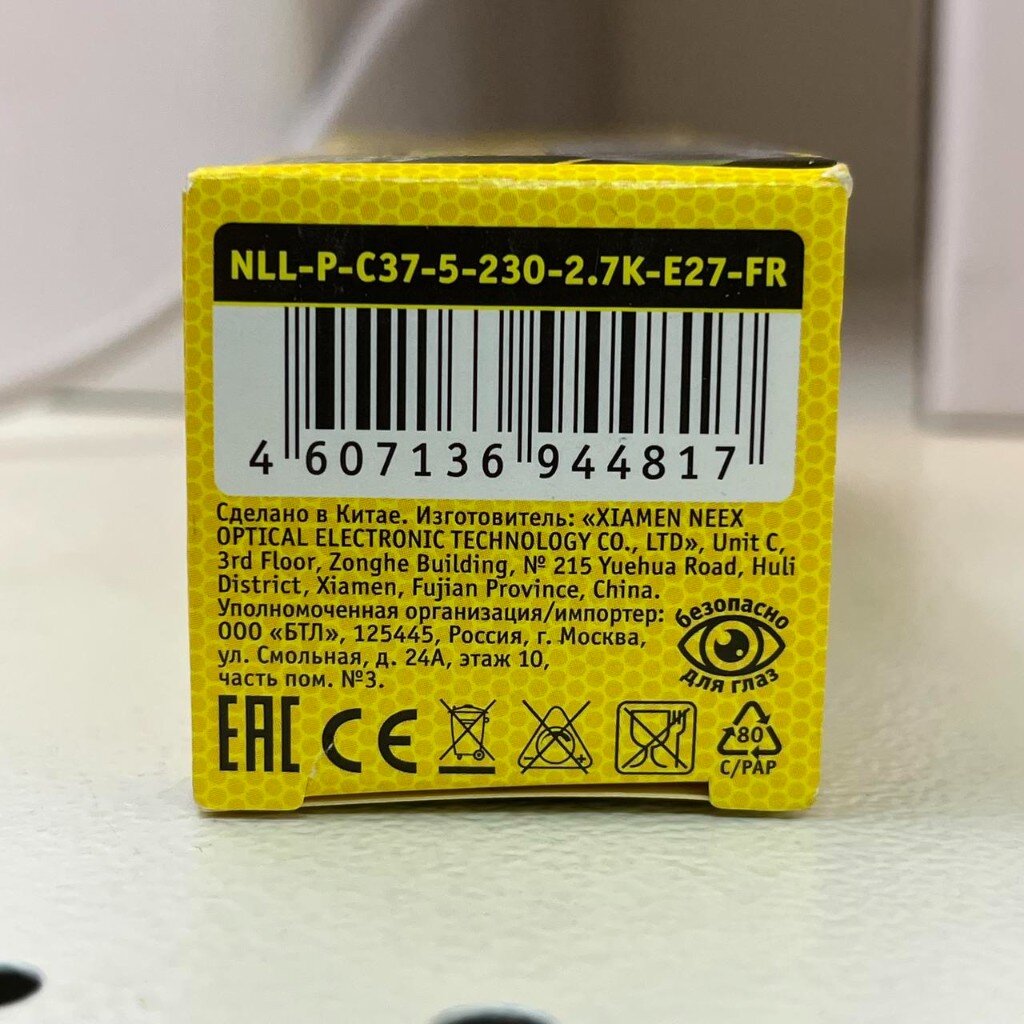 NLL-P-C37-5-230-2.7K-E27-FR
4 607136 944817
Сделано в Китае. Изготовитель: «XIAMEN NEEX
OPTICAL ELECTRONIC TECHNOLOGY CO., LTD», Unit C,
3rd Floor, Zonghe Building, № 215 Yuehua Road, Huli
District, Xiamen, Fujian Province, China.
Уполномоченная организация/импортер:
ООО «БТЛ», 125445, Россия, г. Москва,
ул. Смольная, д. 24А, этаж 10,
часть пом. №3.
безопасно
для глаз
EAC CE
80
C/PAP